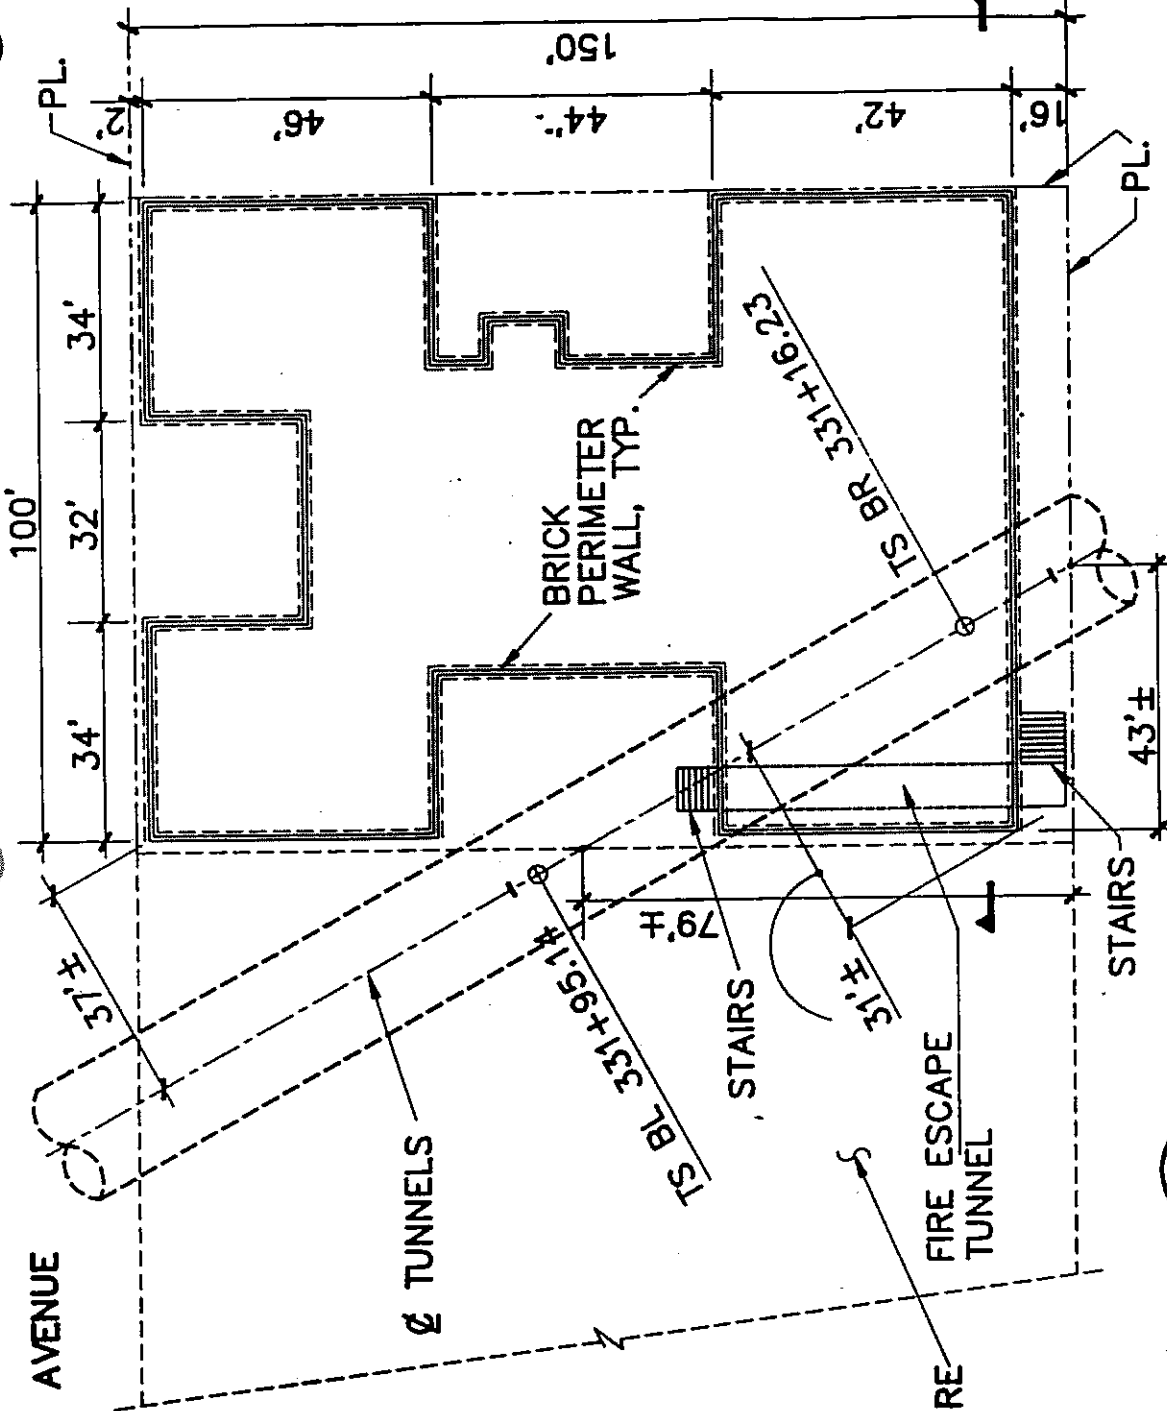 AVENUE
PL.
150'
2'
46'
44'
42'
16'
PL.
100'
34'
32'
34'
BRICK
PERIMETER
WALL, TYP.
TS BR 331+16.23
37'±
79'±
31'±
43'±
TS BL 331+95.14
STAIRS
STAIRS
℄ TUNNELS
FIRE ESCAPE
TUNNEL
RE